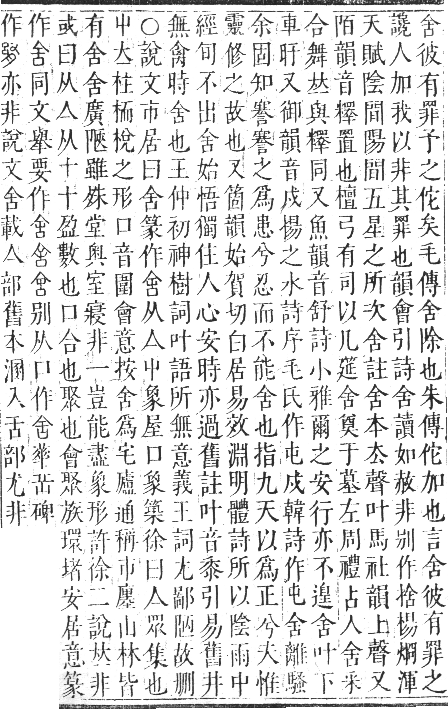 舍彼有罪予之佗矣毛傳舍除也朱傳佗加也言舍彼有罪之
讒人加我以非其罪也韻會引詩舍讀如赦非別作捨楊烱渾
天賦陰間陽間五星之所次舍註舍本去聲叶馬社韻上聲又
陌韻音釋置也檀弓有司以几筵舍奠于墓左周禮占人舍采
合舞㚘與釋同又魚韻音舒詩小雅爾之安行亦不遑舍叶下
車盱又御韻音戍揚之水詩序毛氏作屯戍韓詩作屯舍離騷
余固知謇謇之爲患兮忍而不能舍也指九天以爲正兮夫惟
靈修之故也又箇韻始賀切白居易效淵明體詩所以陰雨中
經旬不出舍始悟獨住人心安時亦過舊註叶音黍引易舊井
無禽時舍也王仲初神樹詞叶語所無意義王詞尤鄙陋故刪
○說文市居曰舍篆作舍从亼屮象屋口象築徐曰亼眾集也
屮𠀋柱栭棁之形口音圍會意按舍爲宅廬通稱市廛山林皆
有舍舍廣陿雖殊堂與室寢非一豈能盡象形許徐二說㚘非
或曰从亼从十十盈數也口合也聚也會聚族環堵安居意篆
作舍同文舉要作舍舍舍別从口作舍舉岳碑
作亦非說文舍載亼部舊本溷入舌部尤非